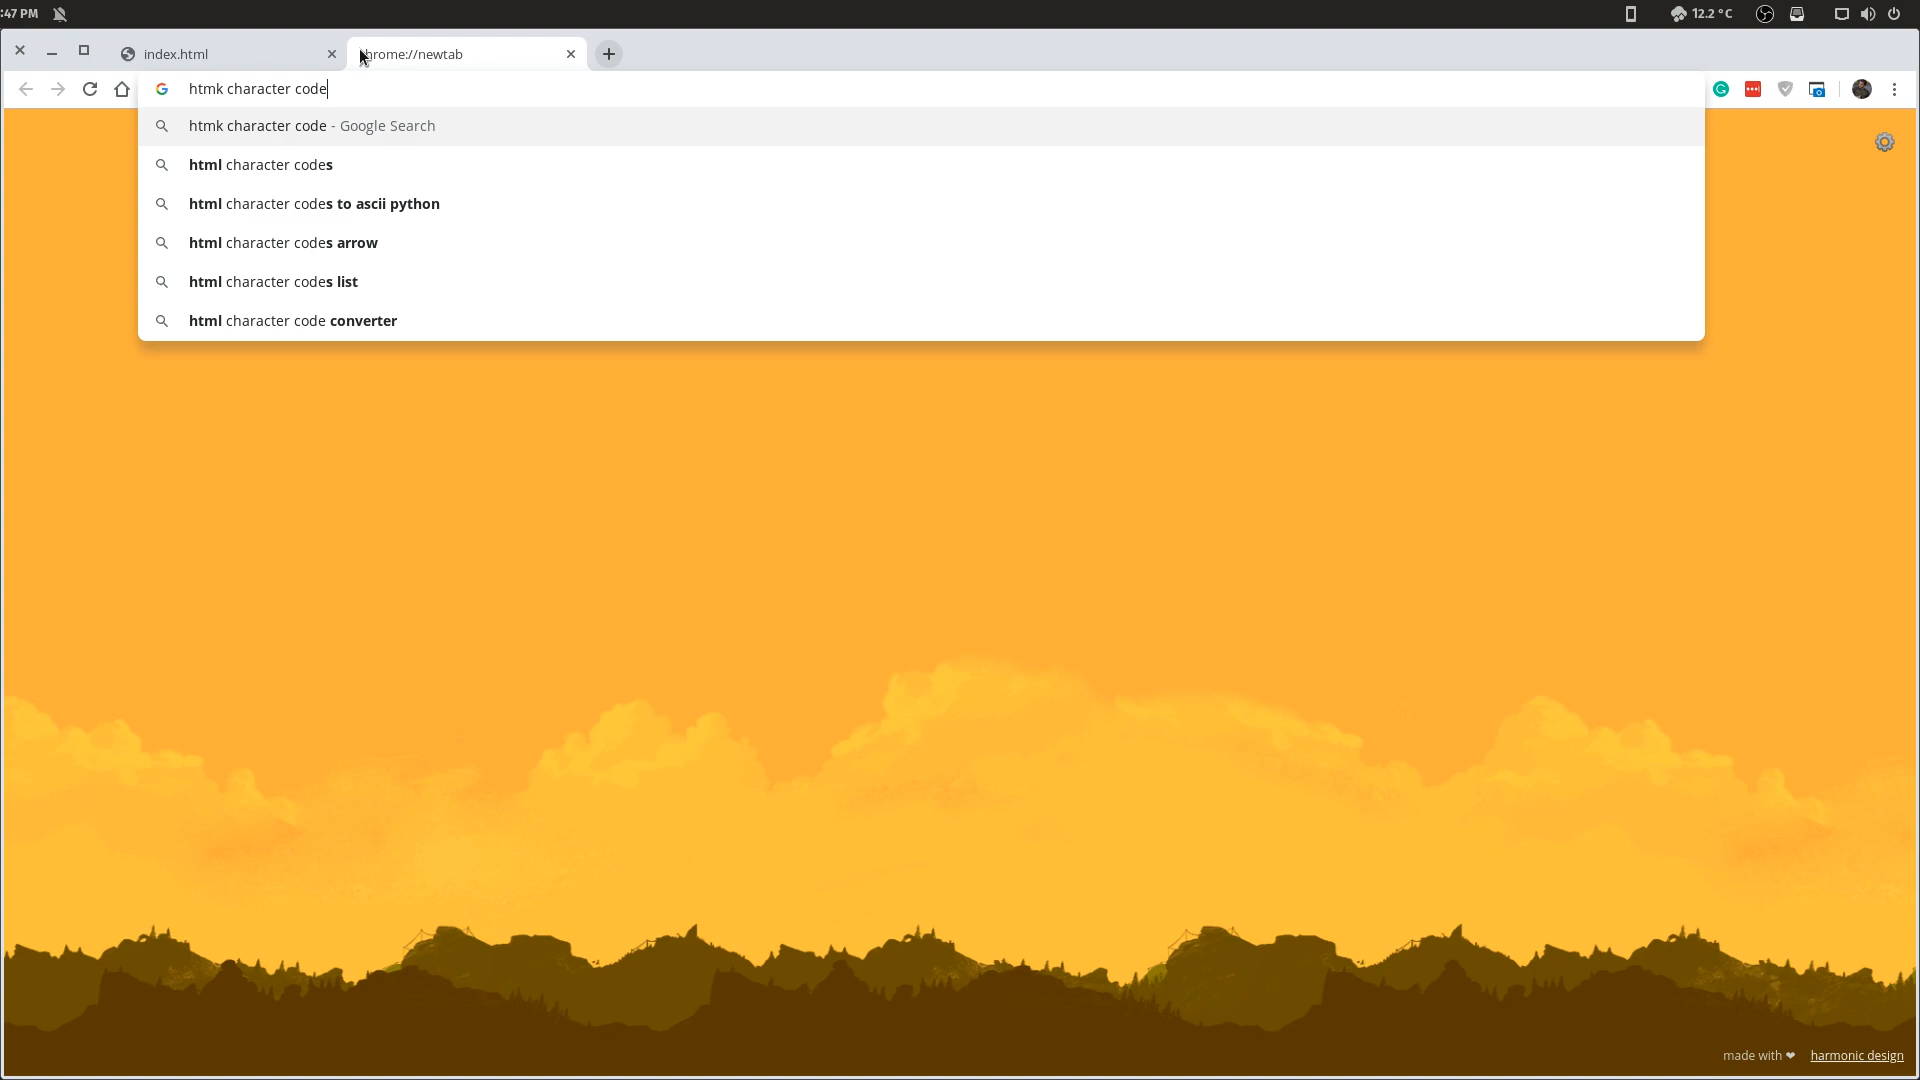 :47 PM
12.2 °C
index.html
chrome://newtab
htmk character code
htmk character code - Google Search
html character codes
html character codes to ascii python
html character codes arrow
html character codes list
html character code converter
made with ❤ harmonic design